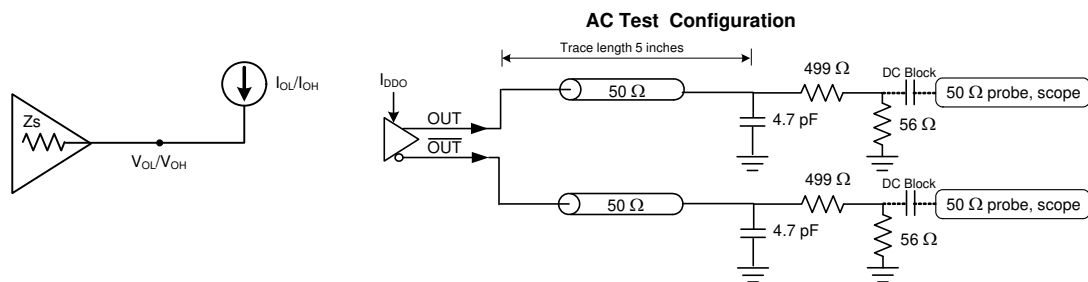 AC Test Configuration
Trace length 5 inches
Zs
V_OL/V_OH
I_OL/I_OH
I_DDO
OUT
O̅U̅T̅
50 Ω
4.7 pF
499 Ω
56 Ω
DC Block
50 Ω probe, scope
50 Ω
4.7 pF
499 Ω
56 Ω
DC Block
50 Ω probe, scope